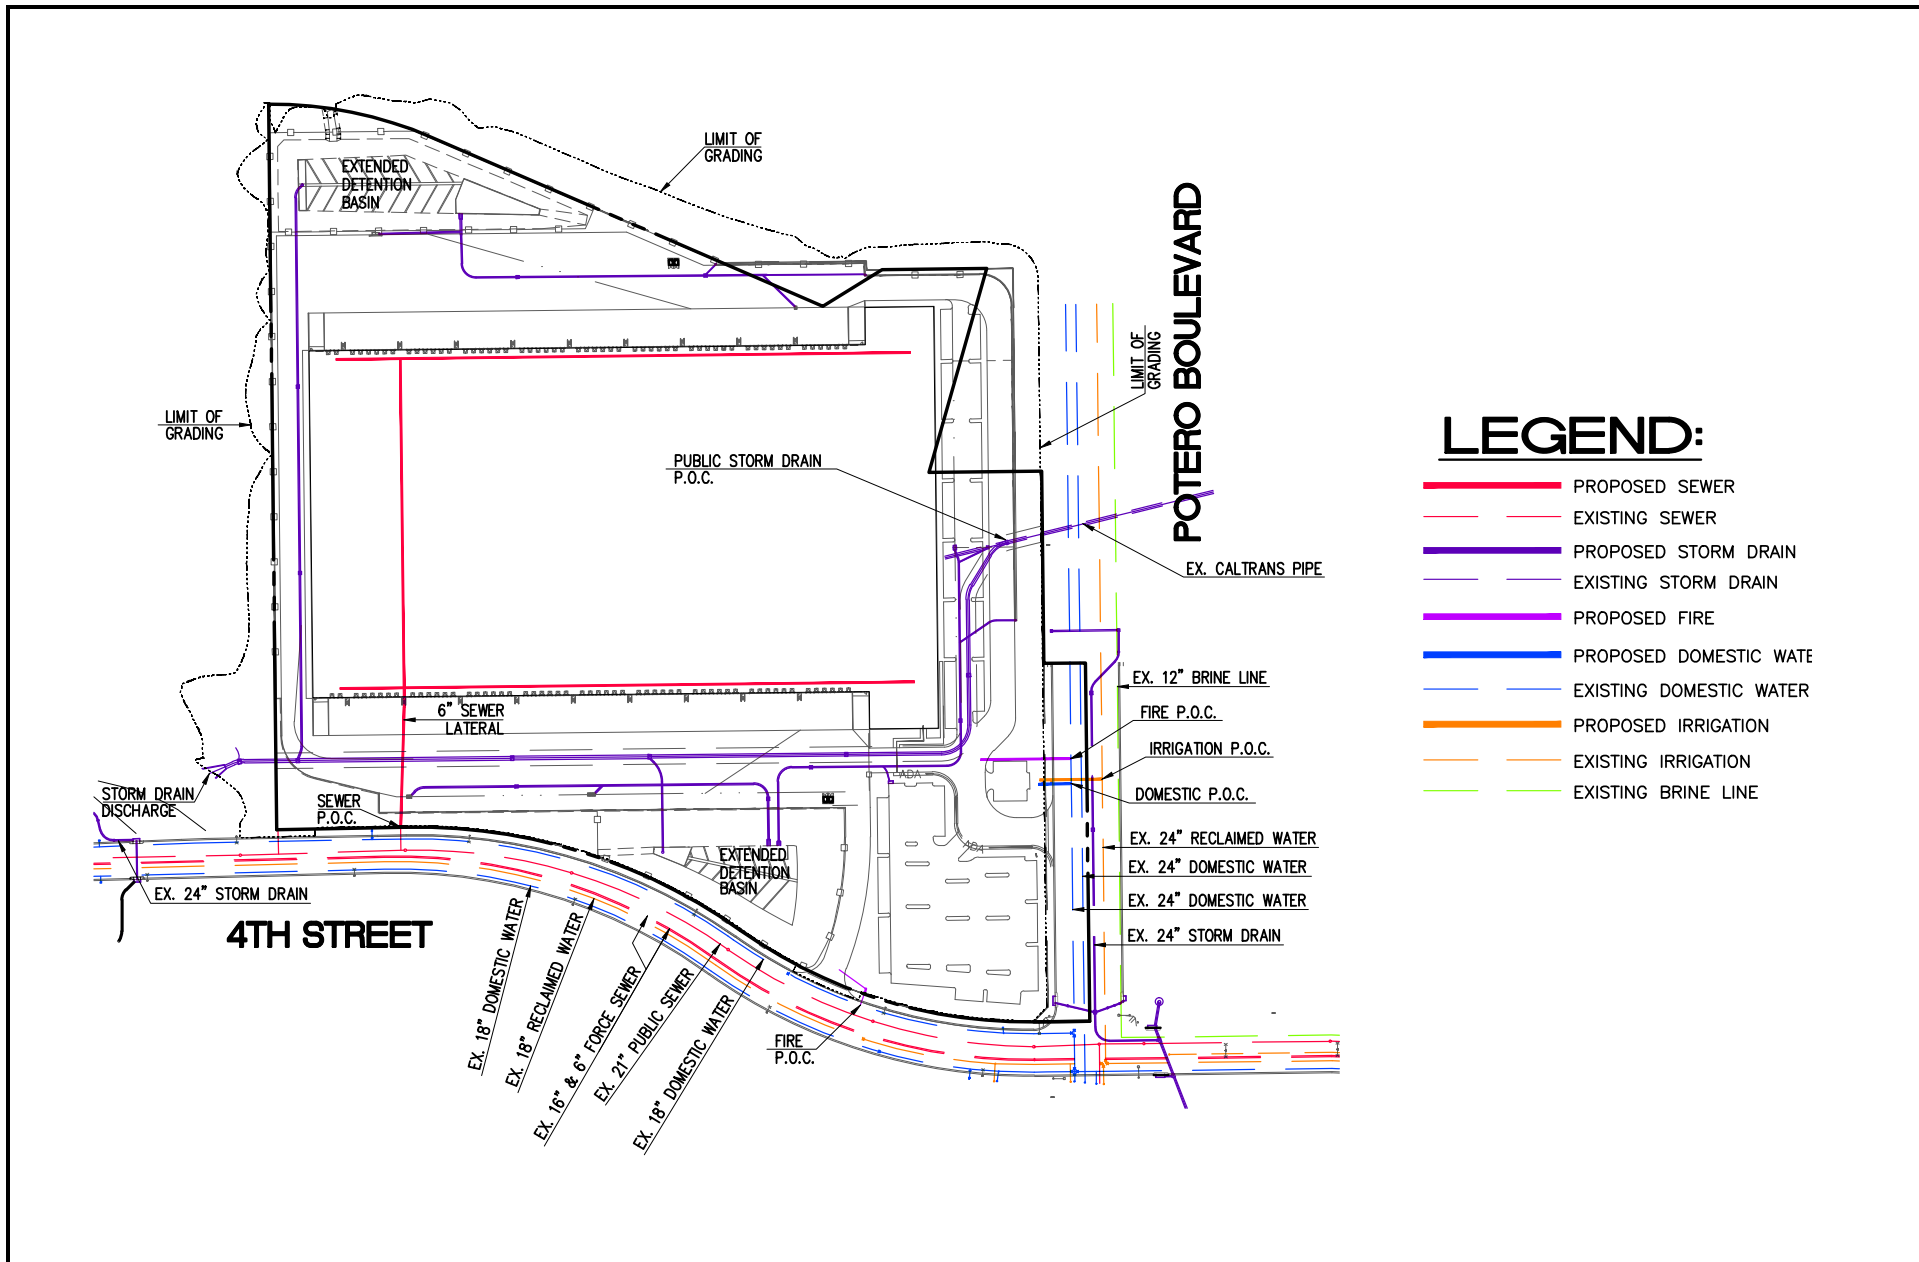 LIMIT OF
GRADING
EXTENDED
DETENTION
BASIN
POTERO BOULEVARD
LIMIT OF
GRADING
LIMIT OF
GRADING
PUBLIC STORM DRAIN
P.O.C.
EX. CALTRANS PIPE
EX. 12" BRINE LINE
6" SEWER
LATERAL
FIRE P.O.C.
IRRIGATION P.O.C.
ADA
STORM DRAIN
DISCHARGE
SEWER
P.O.C.
DOMESTIC P.O.C.
EX. 24" RECLAIMED WATER
ADA
EXTENDED
DETENTION
BASIN
EX. 24" DOMESTIC WATER
EX. 24" STORM DRAIN
EX. 24" DOMESTIC WATER
4TH STREET
EX. 24" STORM DRAIN
EX. 18" DOMESTIC WATER
EX. 18" RECLAIMED WATER
EX. 16" & 6" FORCE SEWER
EX. 21" PUBLIC SEWER
EX. 18" DOMESTIC WATER
FIRE
P.O.C.
LEGEND:
PROPOSED SEWER
EXISTING SEWER
PROPOSED STORM DRAIN
EXISTING STORM DRAIN
PROPOSED FIRE
PROPOSED DOMESTIC WATE
EXISTING DOMESTIC WATER
PROPOSED IRRIGATION
EXISTING IRRIGATION
EXISTING BRINE LINE